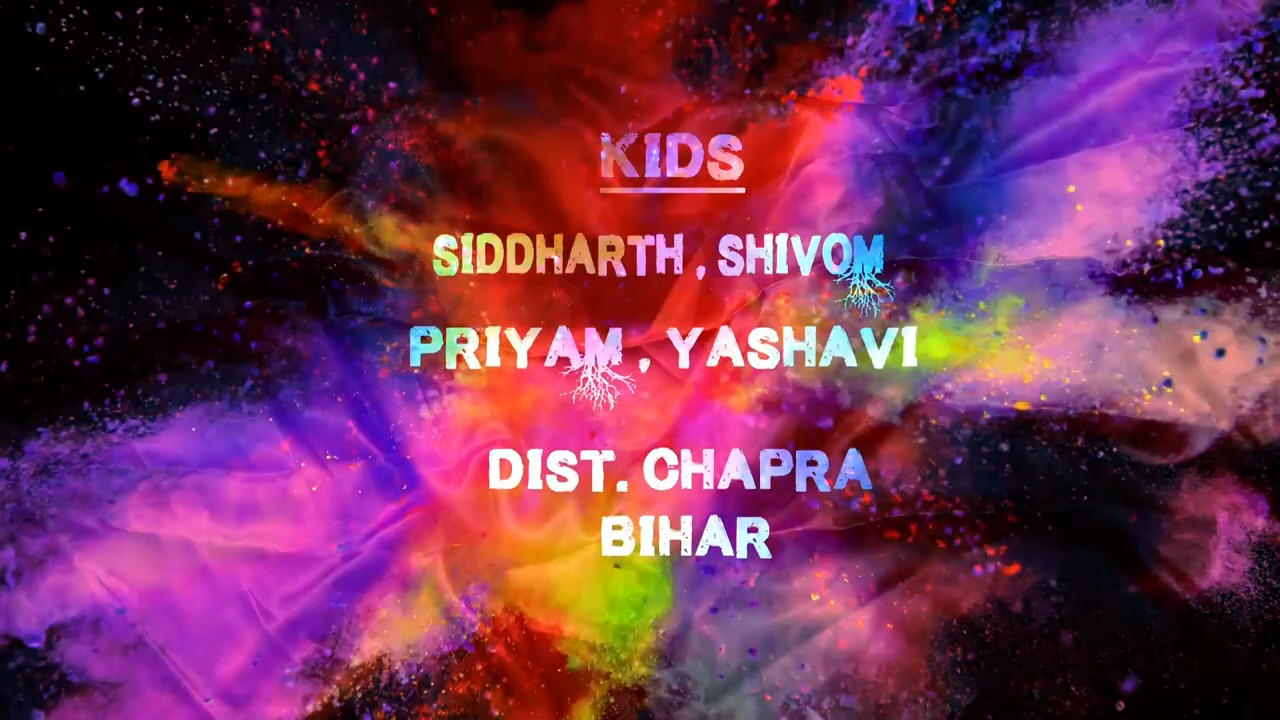 KIDS
SIDDHARTH , SHIVOM
PRIYAM , YASHAVI
DIST. CHAPRA
BIHAR